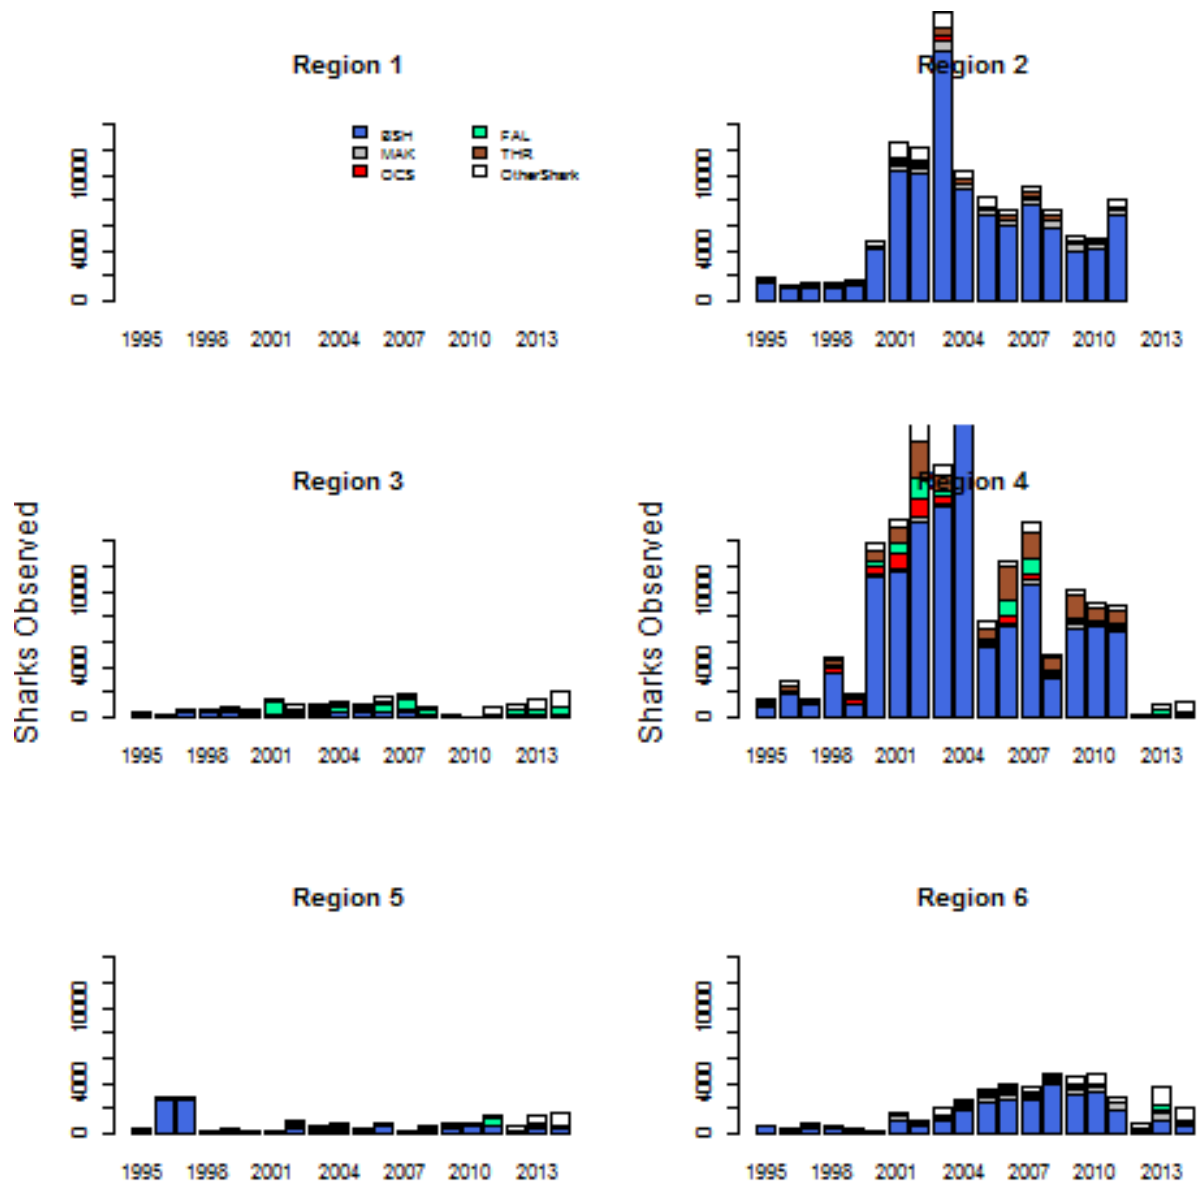 Region 1
BSH FAL
MAK THR
OCS OtherShark
0 4000 10000
1995 1998 2001 2004 2007 2010 2013
Region 2
0 4000 10000
1995 1998 2001 2004 2007 2010 2013
Region 3
Sharks Observed
0 4000 10000
1995 1998 2001 2004 2007 2010 2013
Region 4
Sharks Observed
0 4000 10000
1995 1998 2001 2004 2007 2010 2013
Region 5
0 4000 10000
1995 1998 2001 2004 2007 2010 2013
Region 6
0 4000 10000
1995 1998 2001 2004 2007 2010 2013